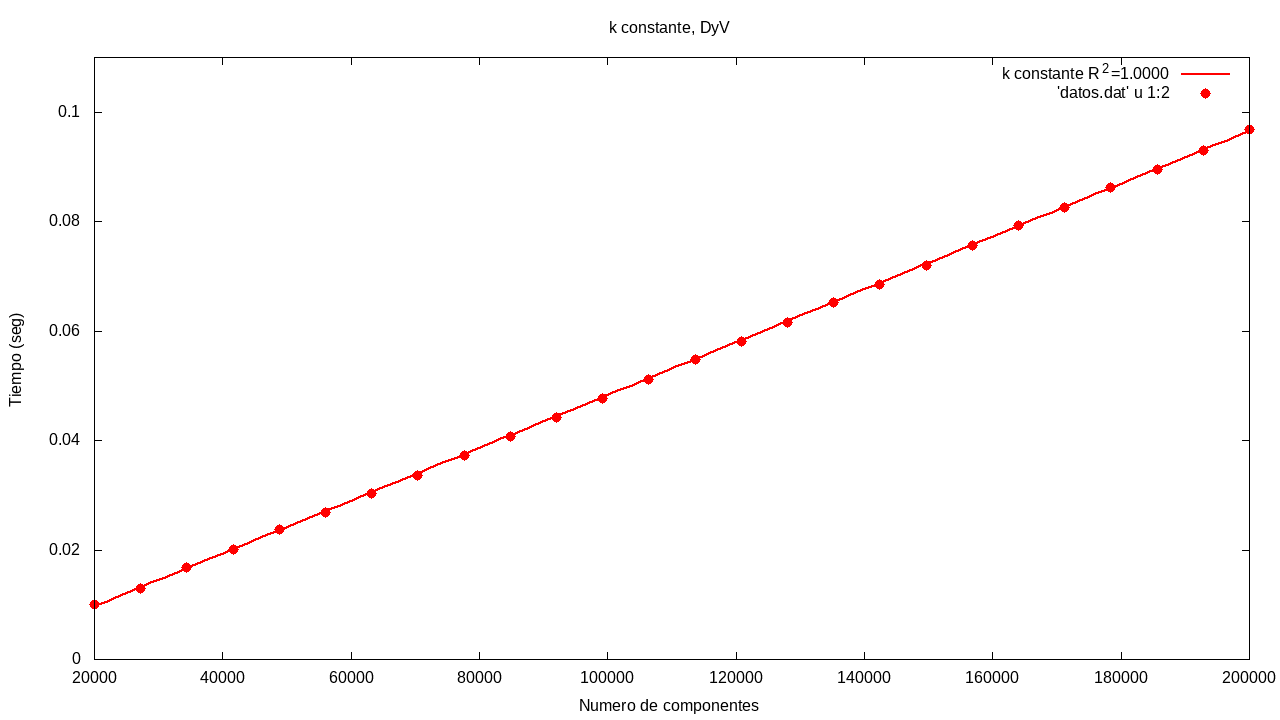 k constante, DyV
k constante R²=1.0000
'datos.dat' u 1:2
0.1
0.08
0.06
0.04
0.02
0
Tiempo (seg)
20000 40000 60000 80000 100000 120000 140000 160000 180000 200000
Numero de componentes